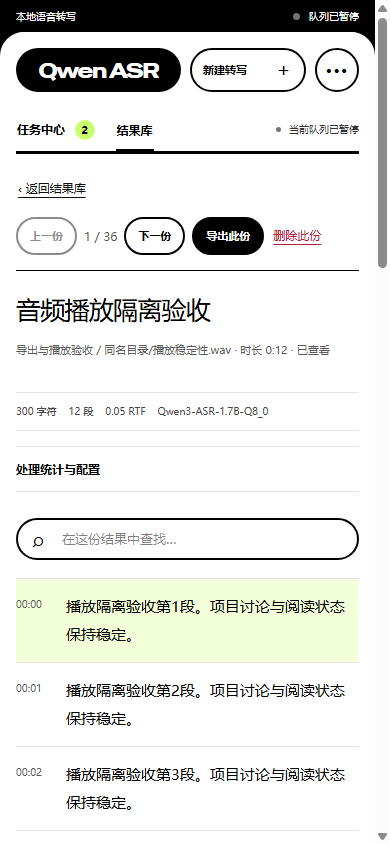 本地语音转写 队列已暂停
Qwen ASR 新建转写 + •••
任务中心 2 结果库 当前队列已暂停
‹ 返回结果库
上一份 1 / 36 下一份 导出此份 删除此份
音频播放隔离验收
导出与播放验收 / 同名目录/播放稳定性.wav · 时长 0:12 · 已查看
300 字符 12 段 0.05 RTF Qwen3-ASR-1.7B-Q8_0
处理统计与配置
在这份结果中查找...
00:00 播放隔离验收第1段。项目讨论与阅读状态
保持稳定。
00:01 播放隔离验收第2段。项目讨论与阅读状态
保持稳定。
00:02 播放隔离验收第3段。项目讨论与阅读状态
保持稳定。